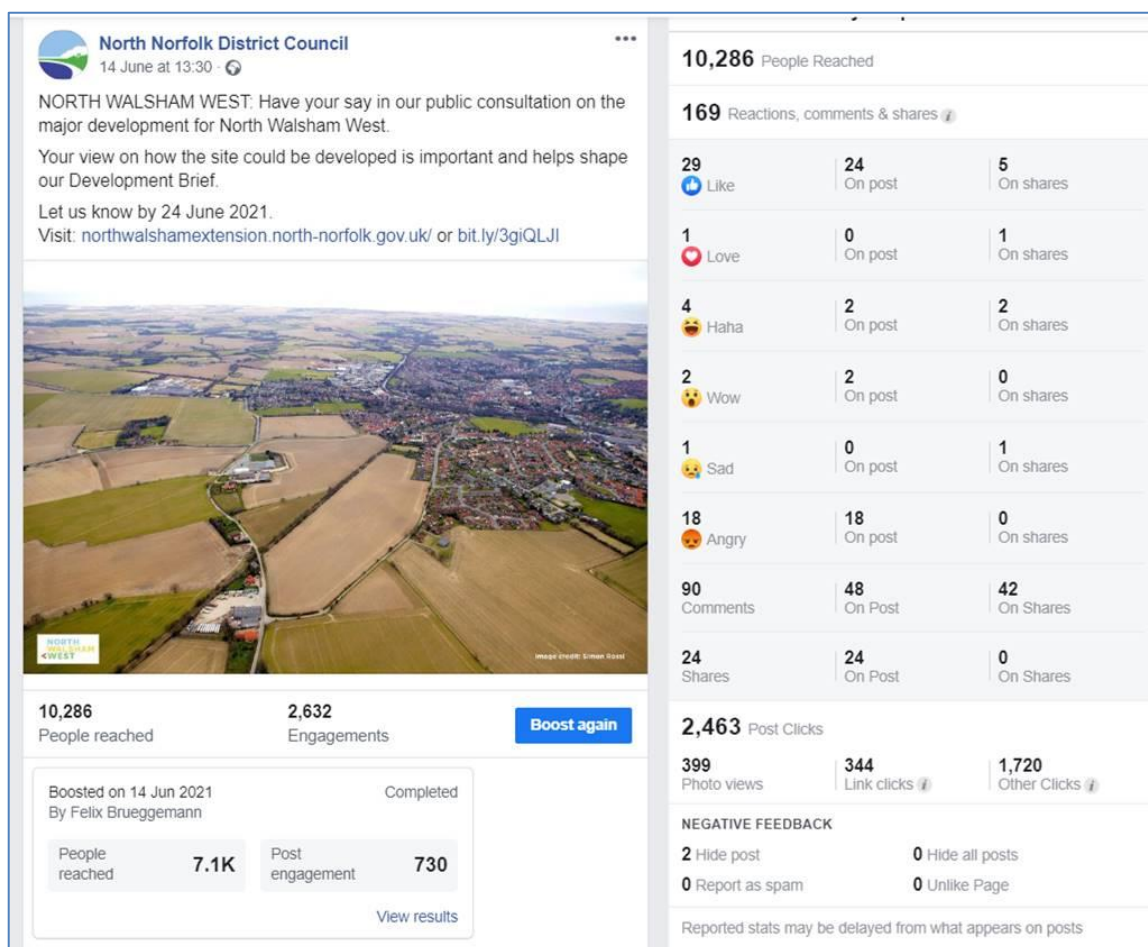 North Norfolk District Council
14 June at 13:30 ·
NORTH WALSHAM WEST: Have your say in our public consultation on the
major development for North Walsham West.
Your view on how the site could be developed is important and helps shape
our Development Brief.
Let us know by 24 June 2021.
Visit: northwalshamextension.north-norfolk.gov.uk/ or bit.ly/3giQLJl
NORTH
WALSHAM
<WEST
Image credit: Simon Rossi
10,286
People reached
2,632
Engagements
Boost again
Boosted on 14 Jun 2021
Completed
By Felix Brueggemann
People
reached
7.1K
Post
engagement
730
View results
10,286 People Reached
169 Reactions, comments & shares
29
Like
24
On post
5
On shares
1
Love
0
On post
1
On shares
4
Haha
2
On post
2
On shares
2
Wow
2
On post
0
On shares
1
Sad
0
On post
1
On shares
18
Angry
18
On post
0
On shares
90
Comments
48
On Post
42
On Shares
24
Shares
24
On Post
0
On Shares
2,463 Post Clicks
399
Photo views
344
Link clicks
1,720
Other Clicks
NEGATIVE FEEDBACK
2 Hide post
0 Hide all posts
0 Report as spam
0 Unlike Page
Reported stats may be delayed from what appears on posts